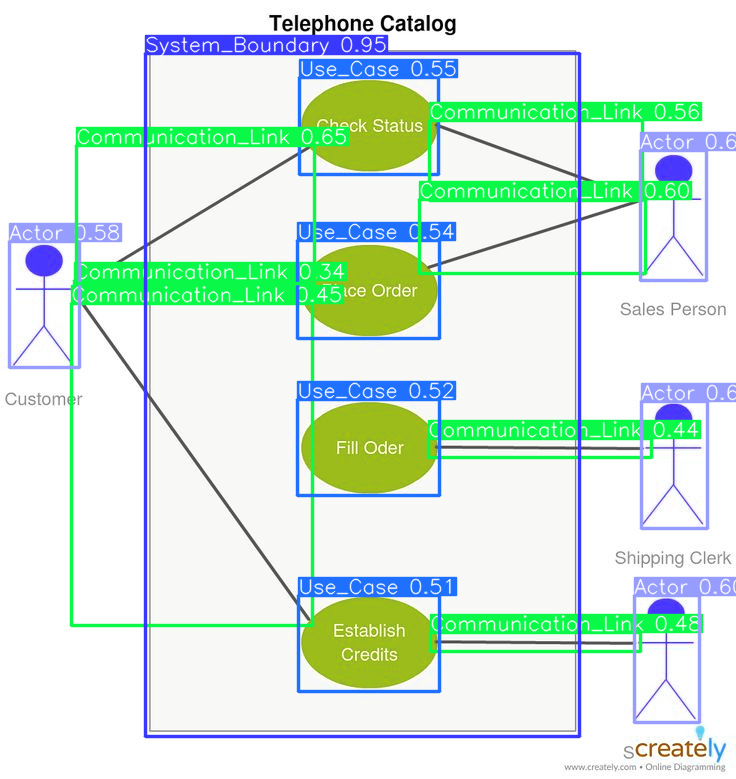 Telephone Catalog
System_Boundary 0.95
Use_Case 0.55
Check Status
Communication_Link 0.56
Communication_Link 0.65
Actor 0.6
Communication_Link 0.60
Actor 0.58
Use_Case 0.54
Communication_Link 0.34
Communication_Link 0.45
Order
Sales Person
Customer
Use_Case 0.52
Actor 0.6
Communication_Link 0.44
Fill Oder
Shipping Clerk
Use_Case 0.51
Actor 0.60
Communication_Link 0.48
Establish
Credits
s
creately
www.creately.com • Online Diagramming